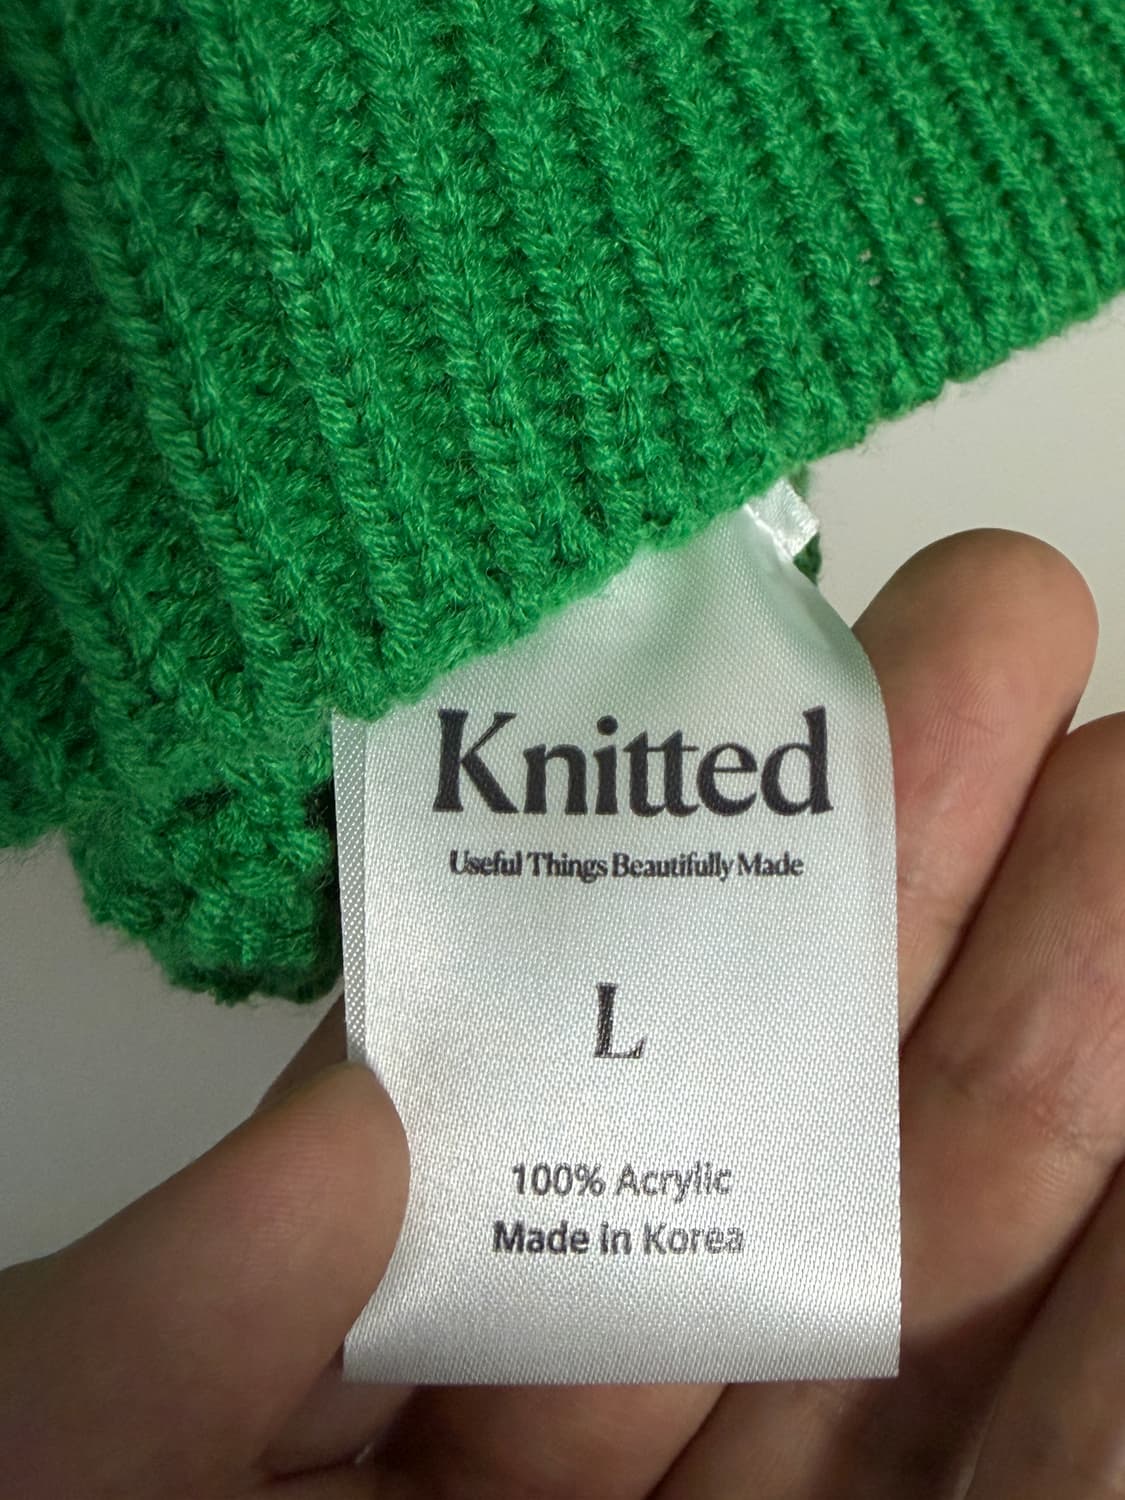 Knitted
Useful Things Beautifully Made
L
100% Acrylic
Made in Korea